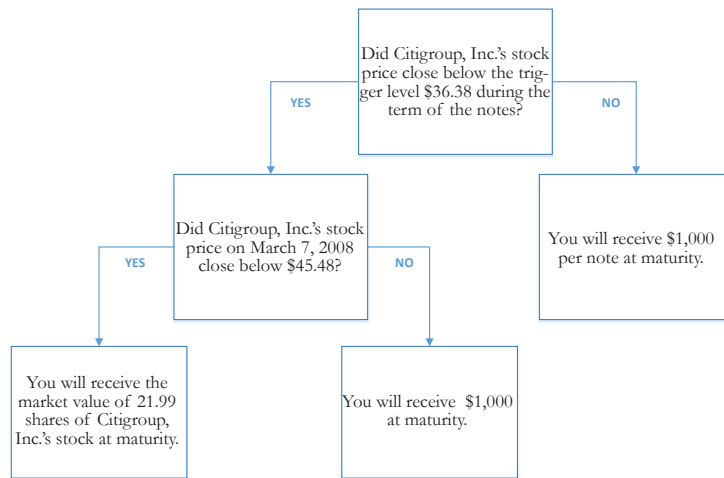 Did Citigroup, Inc.'s stock
price close below the trig-
ger level $36.38 during the
term of the notes?
YES
NO
Did Citigroup, Inc.'s stock
price on March 7, 2008
close below $45.48?
You will receive $1,000
per note at maturity.
YES
NO
You will receive the
market value of 21.99
shares of Citigroup,
Inc.'s stock at maturity.
You will receive $1,000
at maturity.